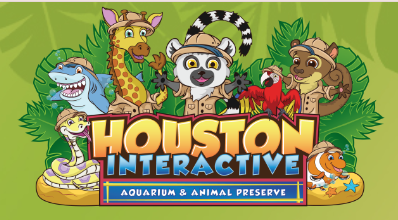 HOUSTON
INTERACTIVE
AQUARIUM & ANIMAL PRESERVE